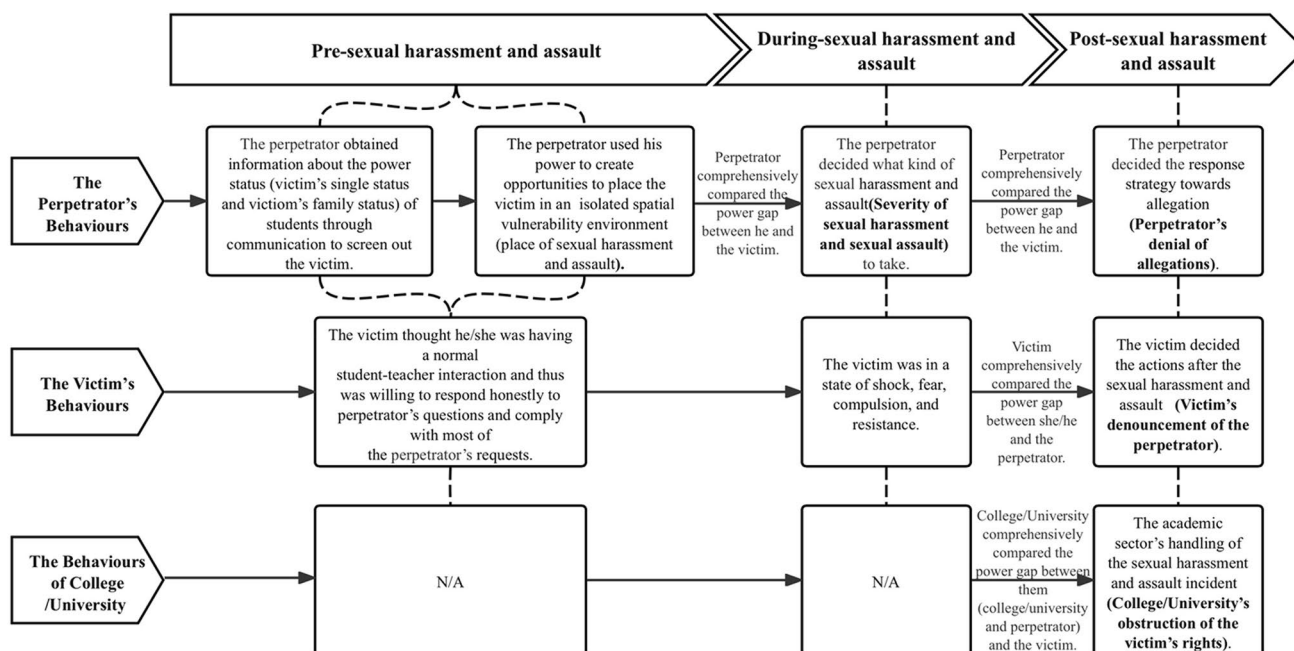 Pre-sexual harassment and assault
During-sexual harassment and
assault
Post-sexual harassment
and assault
The
Perpetrator's
Behaviours
The perpetrator obtained
information about the power
status (victim's single status
and victiom's family status) of
students through
communication to screen out
the victim.
The perpetrator used his
power to create
opportunities to place the
victim in an isolated spatial
vulnerability environment
(place of sexual harassment
and assault).
Perpetrator
comprehensively
compared the
power gap
between he and
the victim.
The perpetrator
decided what kind of
sexual harassment and
assault(Severity of
sexual harassment
and sexual assault)
to take.
Perpetrator
comprehensively
compared the
power gap
between he and
the victim.
The perpetrator
decided the response
strategy towards
allegation
(Perpetrator's
denial of
allegations).
The Victim's
Behaviours
The victim thought he/she was having
a normal
student-teacher interaction and thus
was willing to respond honestly to
perpetrator's questions and comply
with most of
the perpetrator's requests.
The victim was in a
state of shock, fear,
compulsion, and
resistance.
Victim
comprehensively
compared the
power gap
between she/he
and the
perpetrator.
The victim decided
the actions after the
sexual harassment and
assault (Victim's
denouncement of the
perpetrator).
The Behaviours
of College
/University
N/A
N/A
College/University
comprehensively
compared the
power gap between
them
(college/university
and perpetrator) and
the victim.
The academic
sector's handling of
the sexual harassment
and assault incident
(College/University's
obstruction of the
victim's rights).